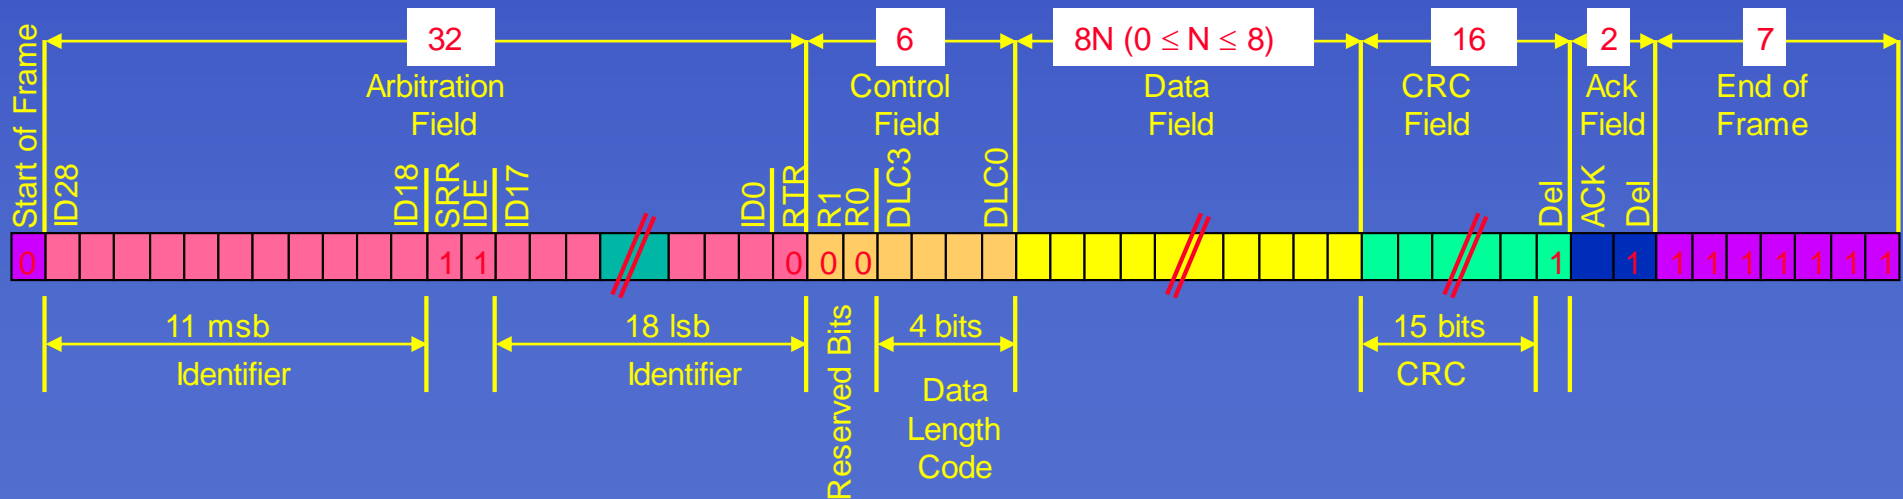 32
6
8N (0 ≤ N ≤ 8)
16
2
7
Start of Frame
Arbitration
Field
Control
Field
Data
Field
CRC
Field
Ack
Field
End of
Frame
ID28
ID18
SRR
IDE
ID17
ID0
RTR
R1
R0
DLC3
DLC0
Del
ACK
Del
0
1
1
0
0
0
1
1
1
1
1
1
1
1
1
11 msb
Identifier
18 lsb
Identifier
Reserved Bits
4 bits
Data
Length
Code
15 bits
CRC